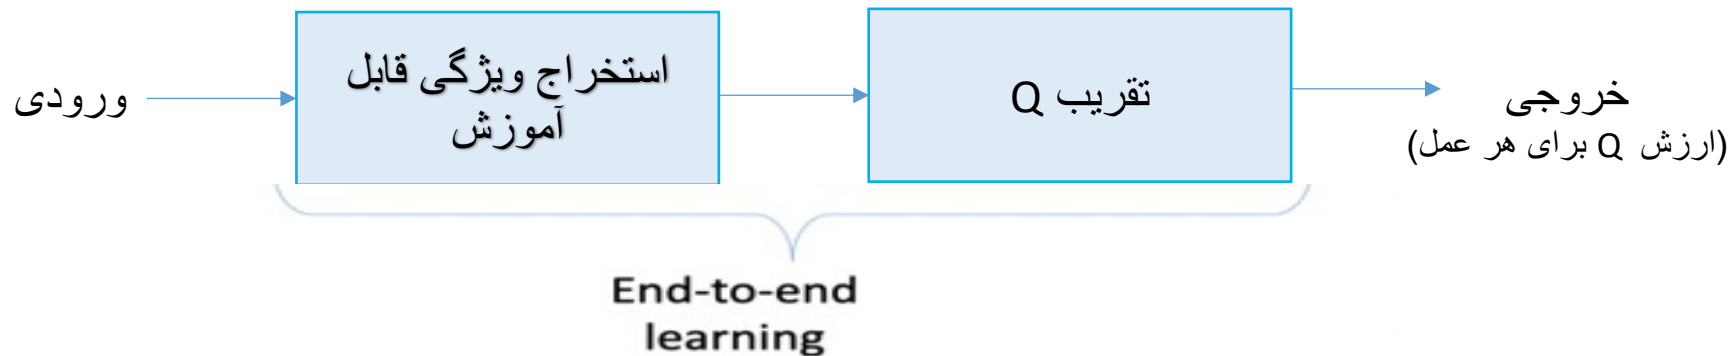 ورودی
استخراج ویژگی قابل
آموزش
تقریب Q
خروجی
(ارزش Q برای هر عمل)
End-to-end
learning